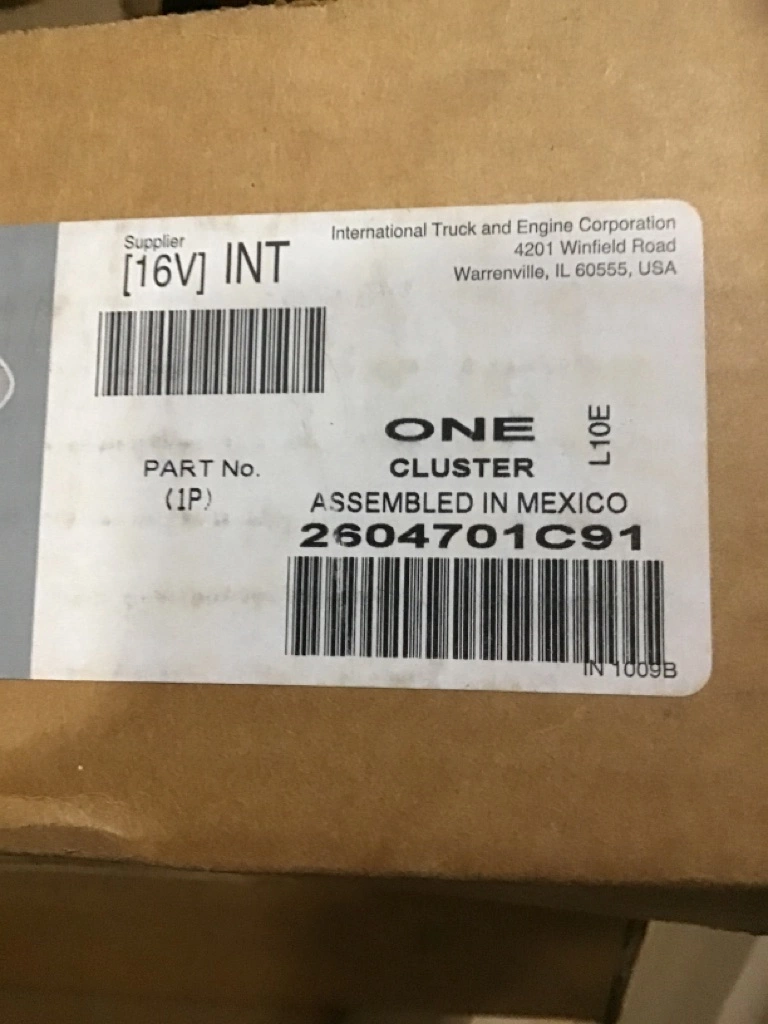 Supplier
[16V] INT
International Truck and Engine Corporation
4201 Winfield Road
Warrenville, IL 60555, USA
ONE
L10E
CLUSTER
PART No.
(1P)
ASSEMBLED IN MEXICO
2604701C91
IN 1009B